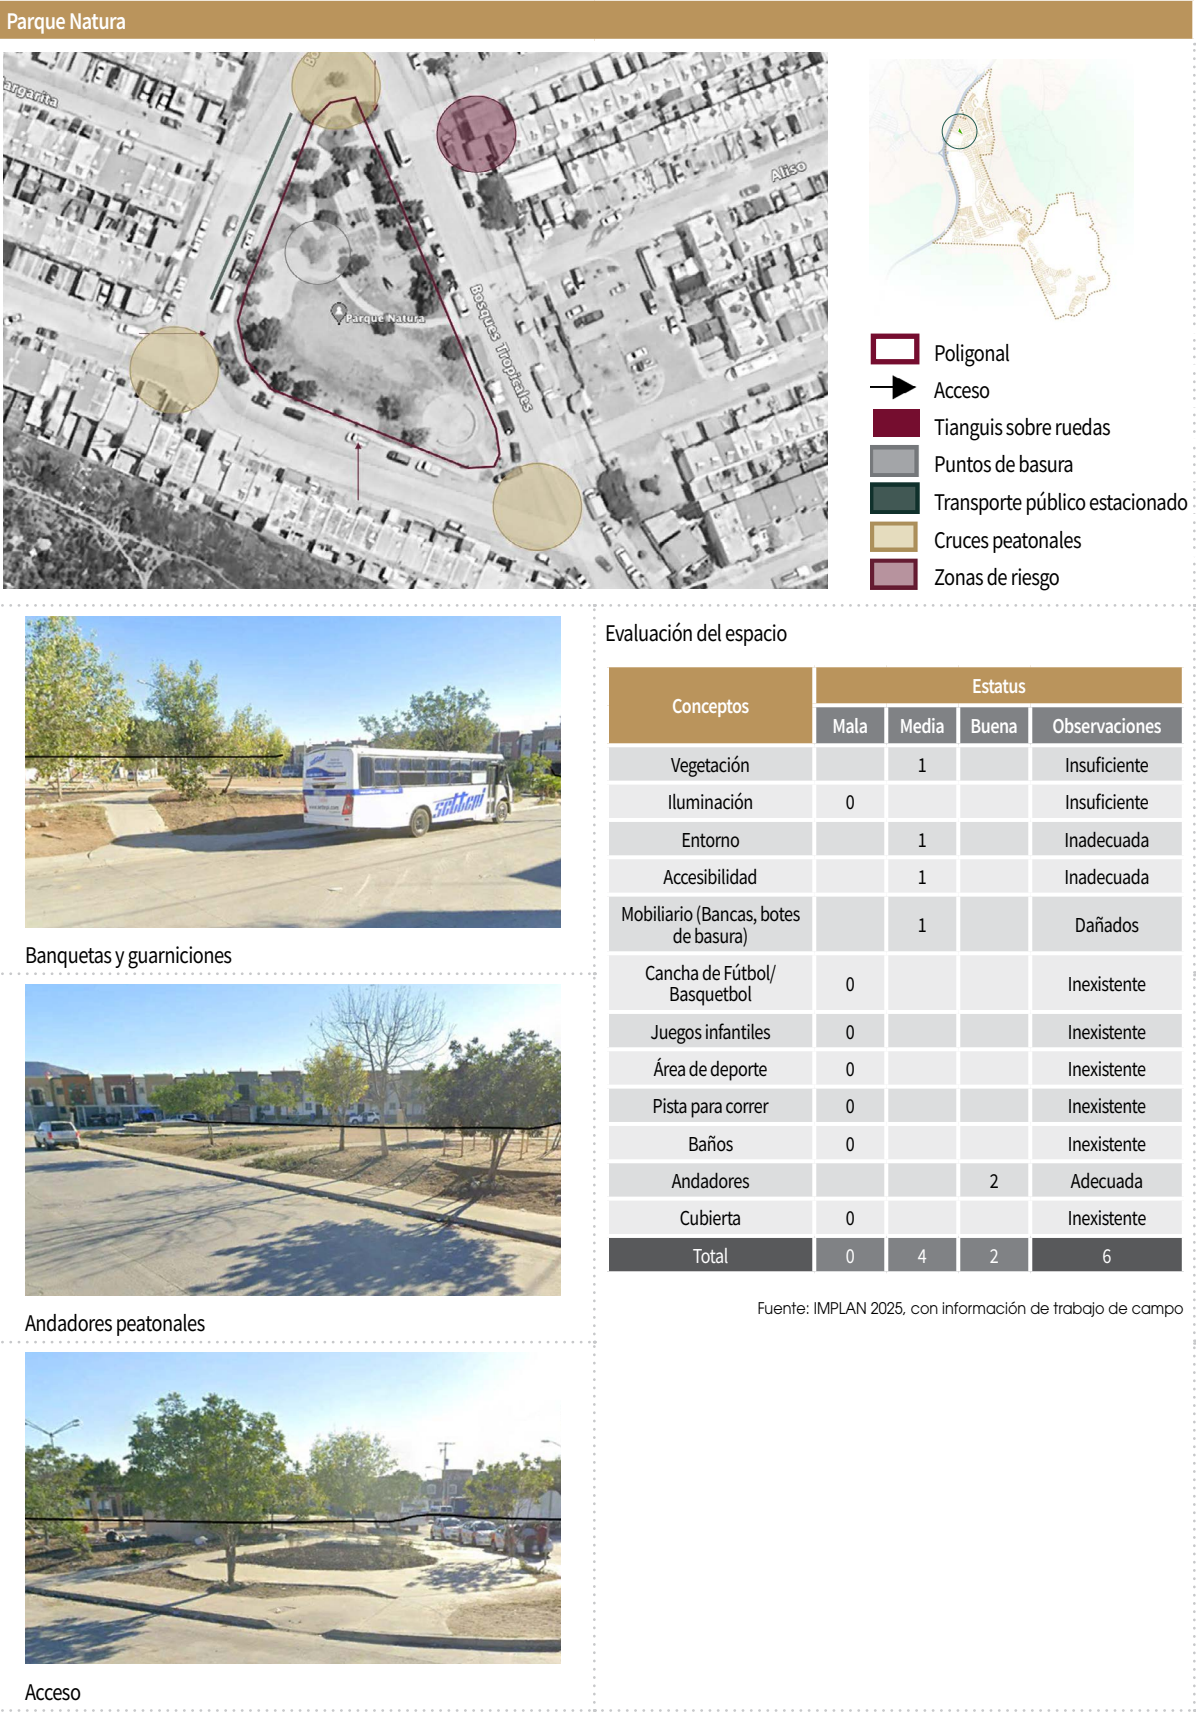 Parque Natura
argarita
Aliso
Bosques Tropicales
Parque Natura
Poligonal
Acceso
Tianguis sobre ruedas
Puntos de basura
Transporte público estacionado
Cruces peatonales
Zonas de riesgo
settepi
Banquetas y guarniciones
Andadores peatonales
Acceso
Evaluación del espacio
Conceptos Estatus
Mala Media Buena Observaciones
Vegetación 1 Insuficiente
Iluminación 0 Insuficiente
Entorno 1 Inadecuada
Accesibilidad 1 Inadecuada
Mobiliario (Bancas, botes
de basura) 1 Dañados
Cancha de Fútbol/
Basquetbol 0 Inexistente
Juegos infantiles 0 Inexistente
Área de deporte 0 Inexistente
Pista para correr 0 Inexistente
Baños 0 Inexistente
Andadores 2 Adecuada
Cubierta 0 Inexistente
Total 0 4 2 6
Fuente: IMPLAN 2025, con información de trabajo de campo